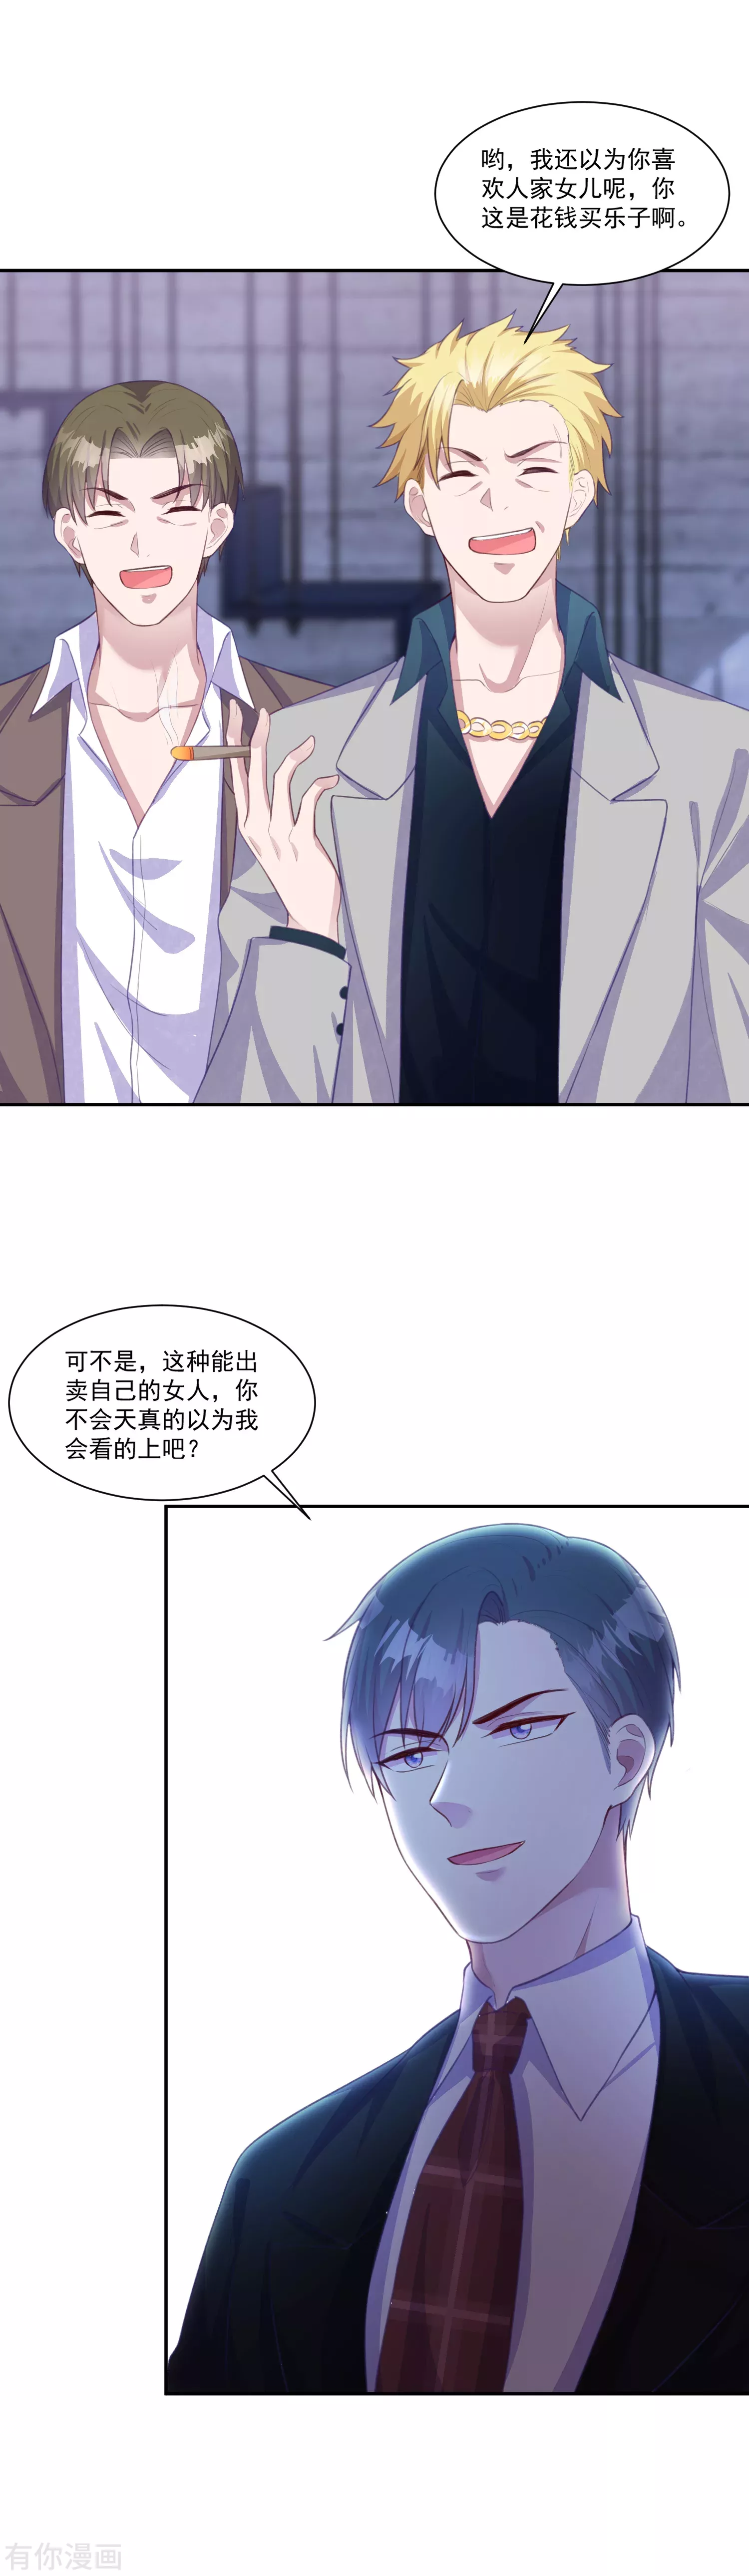 哟，我还以为你喜
欢人家女儿呢，你
这是花钱买乐子啊。
可不是，这种能出
卖自己的女人，你
不会天真的以为我
会看的上吧？
有你漫画